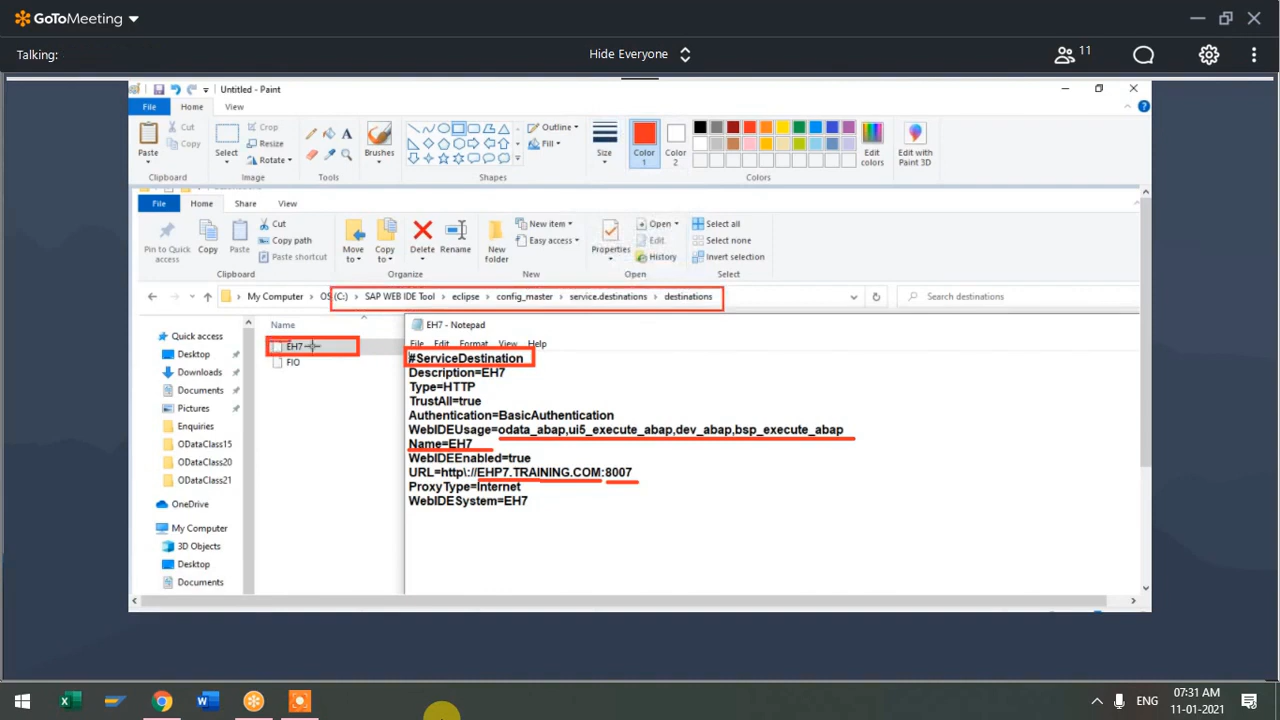 GoToMeeting
Talking:
Hide Everyone
11
Untitled - Paint
File Home View
Paste
Cut
Copy
Clipboard
Select
Crop
Resize
Rotate
Image
Tools
Brushes
Shapes
Outline
Fill
Size
Color 1
Color 2
Colors
Edit colors
Edit with Paint 3D
File Home Share View
Pin to Quick access
Copy
Paste
Cut
Copy path
Paste shortcut
Clipboard
Move to
Copy to
Delete
Rename
Organize
New folder
New item
Easy access
New
Properties
Open
Edit
History
Open
Select all
Select none
Invert selection
Select
My Computer > OS (C:) > SAP WEB IDE Tool > eclipse > config_master > service.destinations > destinations
Search destinations
Quick access
Desktop
Downloads
Documents
Pictures
Enquiries
ODataClass15
ODataClass20
ODataClass21
OneDrive
My Computer
3D Objects
Desktop
Documents
Name
EH7
FIO
EH7 - Notepad
File Edit Format View Help
#ServiceDestination
Description=EH7
Type=HTTP
TrustAll=true
Authentication=BasicAuthentication
WebIDEUsage=odata_abap,ui5_execute_abap,dev_abap,bsp_execute_abap
Name=EH7
WebIDEEnabled=true
URL=http\://EHP7.TRAINING.COM:8007
ProxyType=Internet
WebIDESystem=EH7
ENG
07:31 AM
11-01-2021